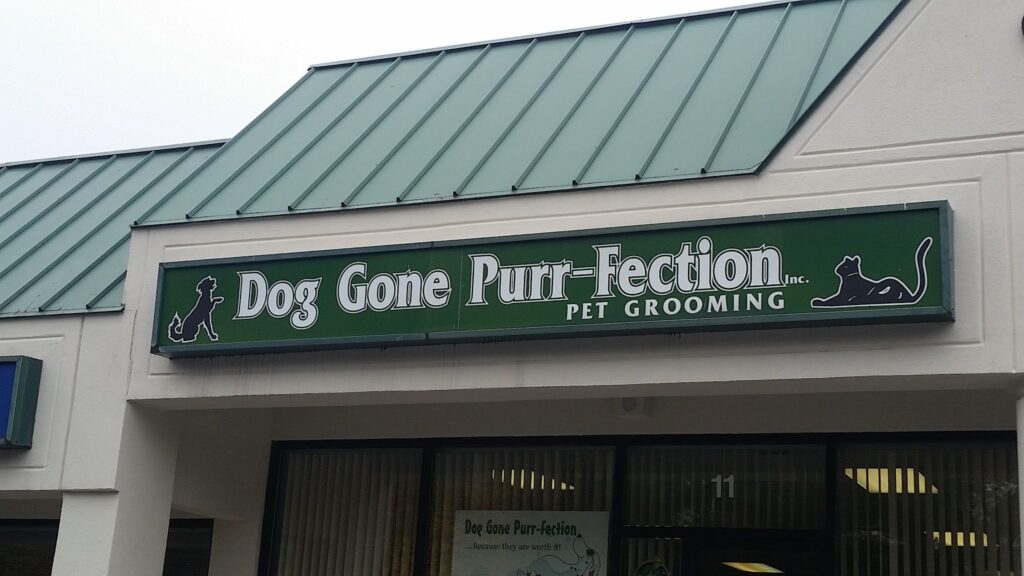 Dog Gone Purr-Fection Inc.
PET GROOMING
11
Dog Gone Purr-Fection
....Because they are worth it!